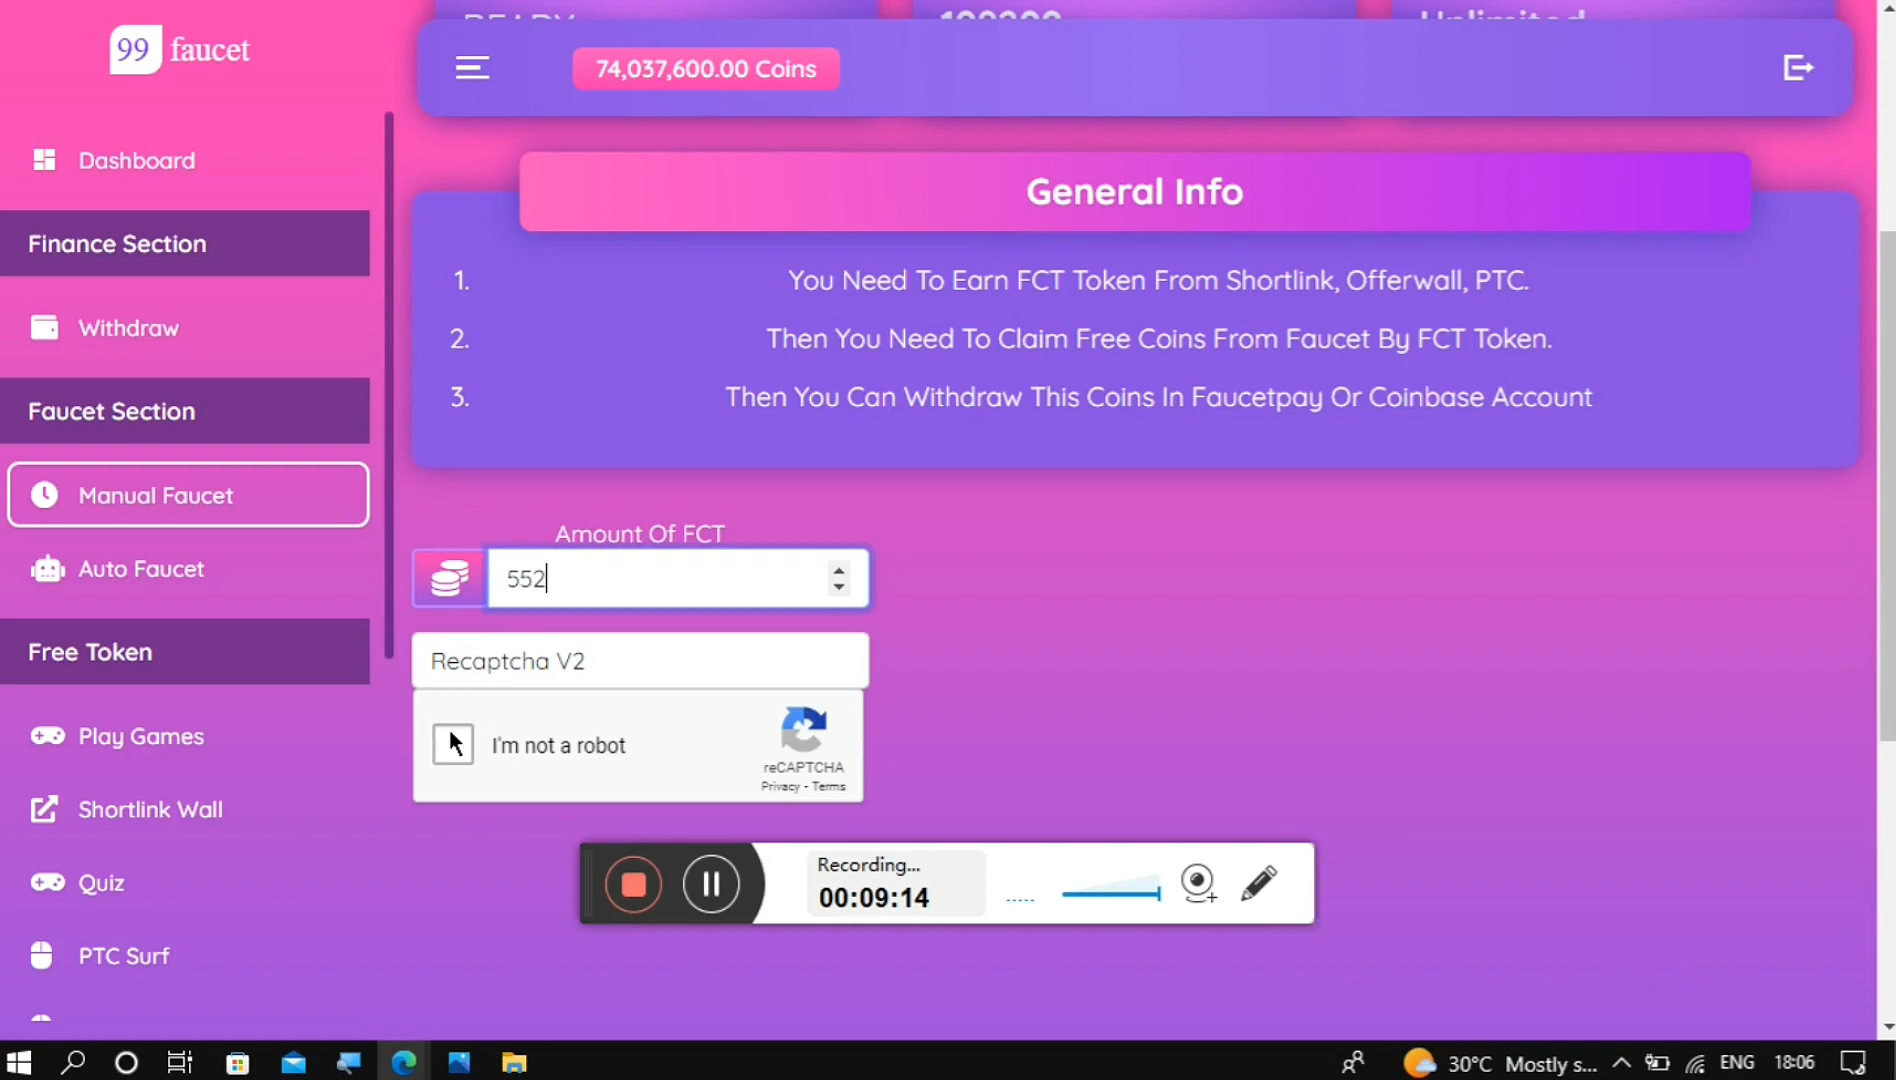 99 faucet
74,037,600.00 Coins
Dashboard
Finance Section
Withdraw
Faucet Section
Manual Faucet
Auto Faucet
Free Token
Play Games
Shortlink Wall
Quiz
PTC Surf
General Info
1. You Need To Earn FCT Token From Shortlink, Offerwall, PTC.
2. Then You Need To Claim Free Coins From Faucet By FCT Token.
3. Then You Can Withdraw This Coins In Faucetpay Or Coinbase Account
Amount Of FCT
552
Recaptcha V2
I'm not a robot
reCAPTCHA
Privacy - Terms
Recording...
00:09:14
30°C Mostly s... ENG 18:06